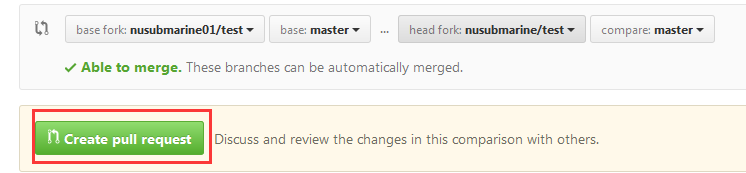 base fork: nusubmarine01/test base: master ... head fork: nusubmarine/test compare: master
Able to merge. These branches can be automatically merged.
Create pull request Discuss and review the changes in this comparison with others.